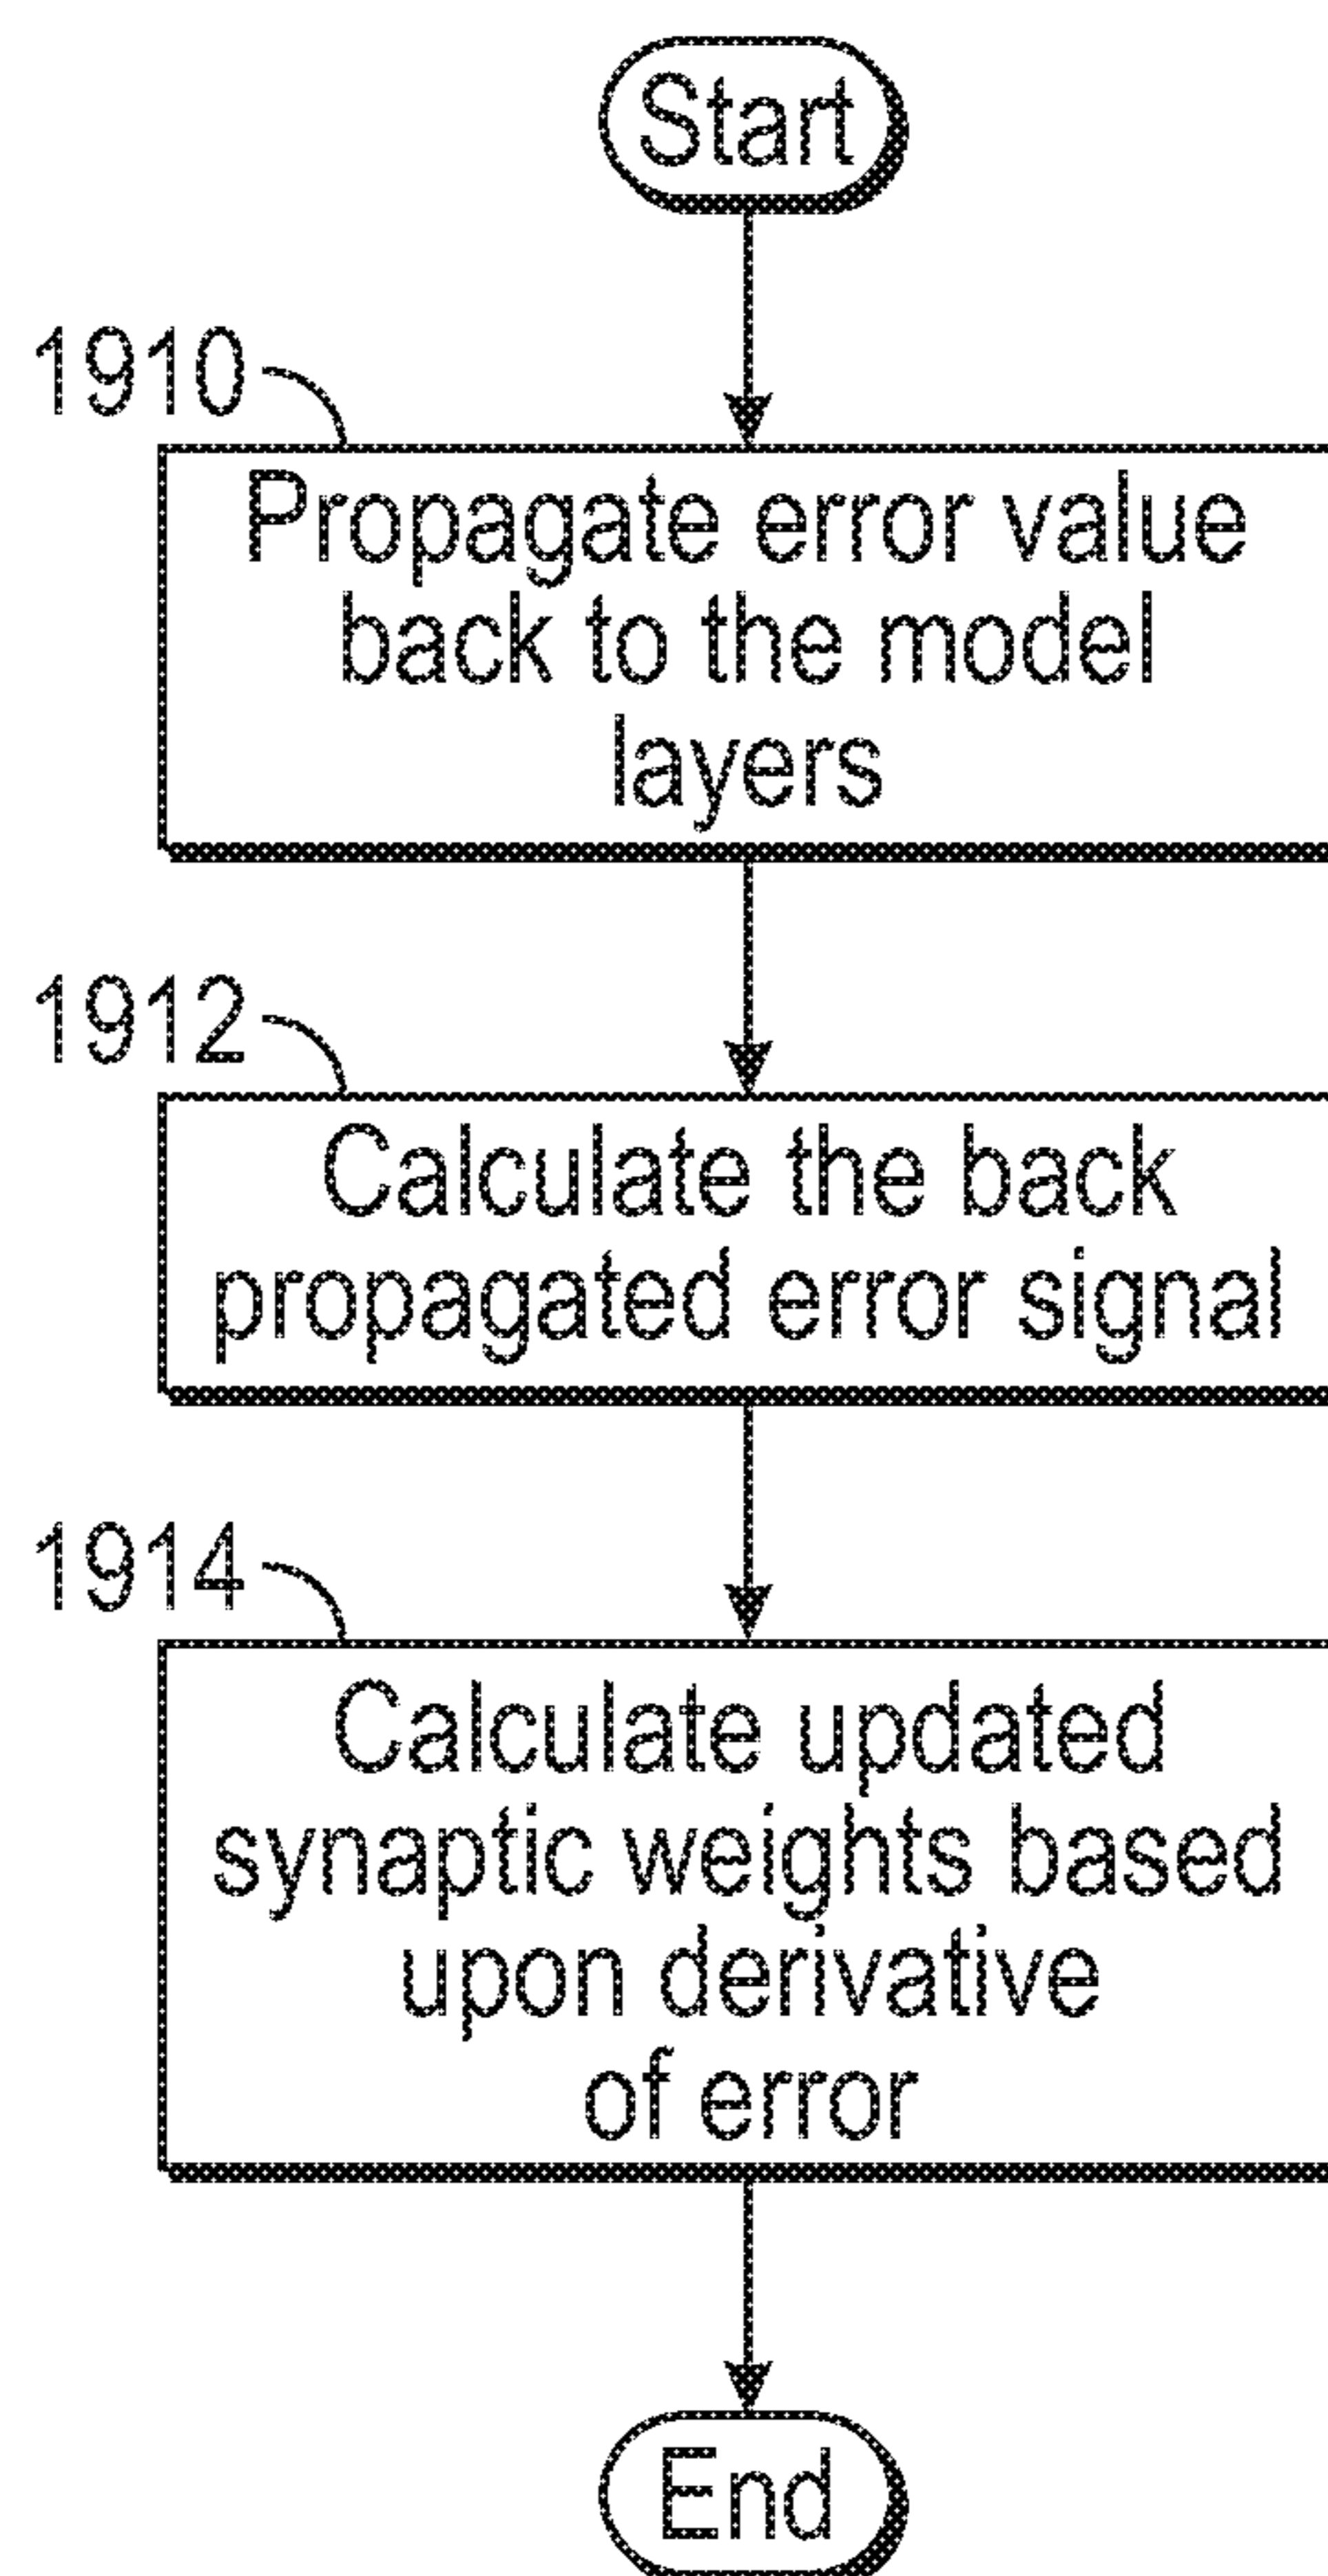 Start
1910
Propagate error value
back to the model
layers
1912
Calculate the back
propagated error signal
1914
Calculate updated
synaptic weights based
upon derivative
of error
End